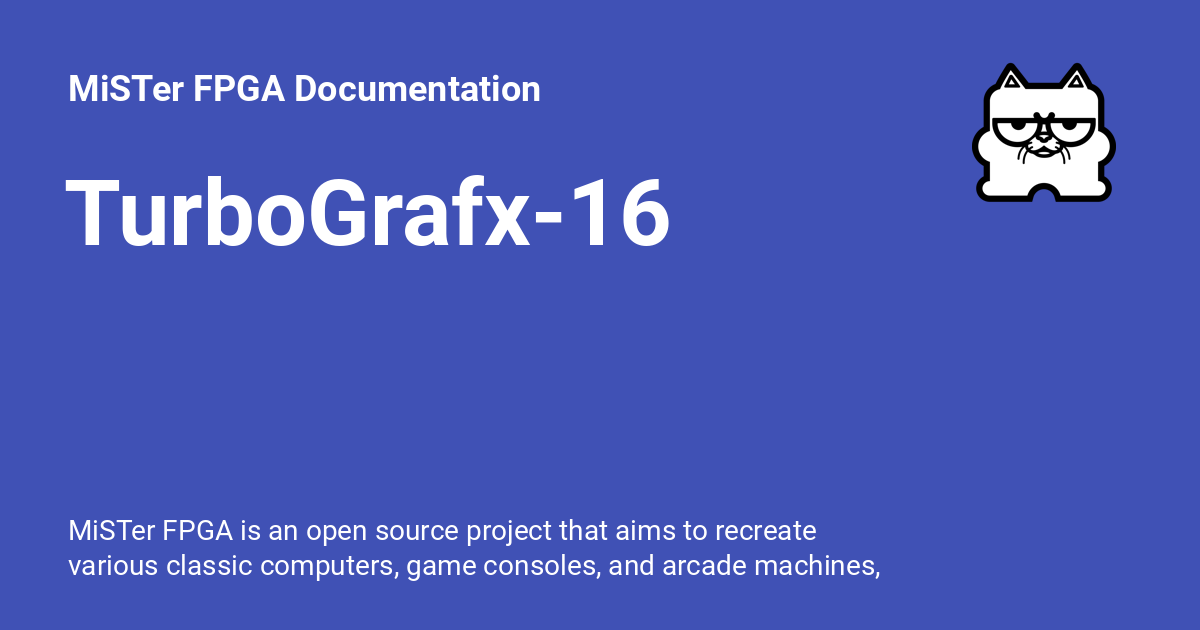 MiSTer FPGA Documentation
TurboGrafx-16
MiSTer FPGA is an open source project that aims to recreate
various classic computers, game consoles, and arcade machines,